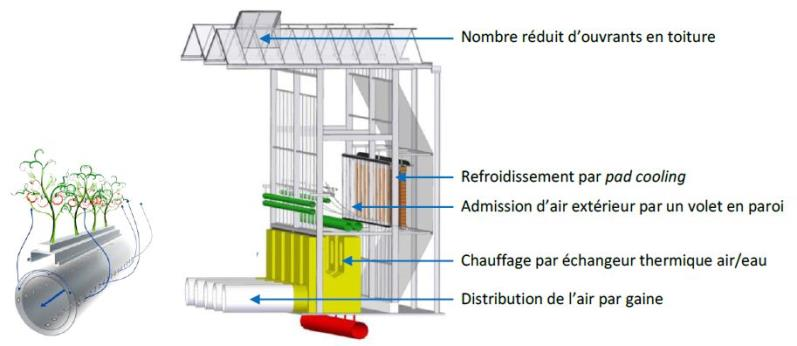 Nombre réduit d’ouvrants en toiture
Refroidissement par pad cooling
Admission d’air extérieur par un volet en paroi
Chauffage par échangeur thermique air/eau
Distribution de l’air par gaine